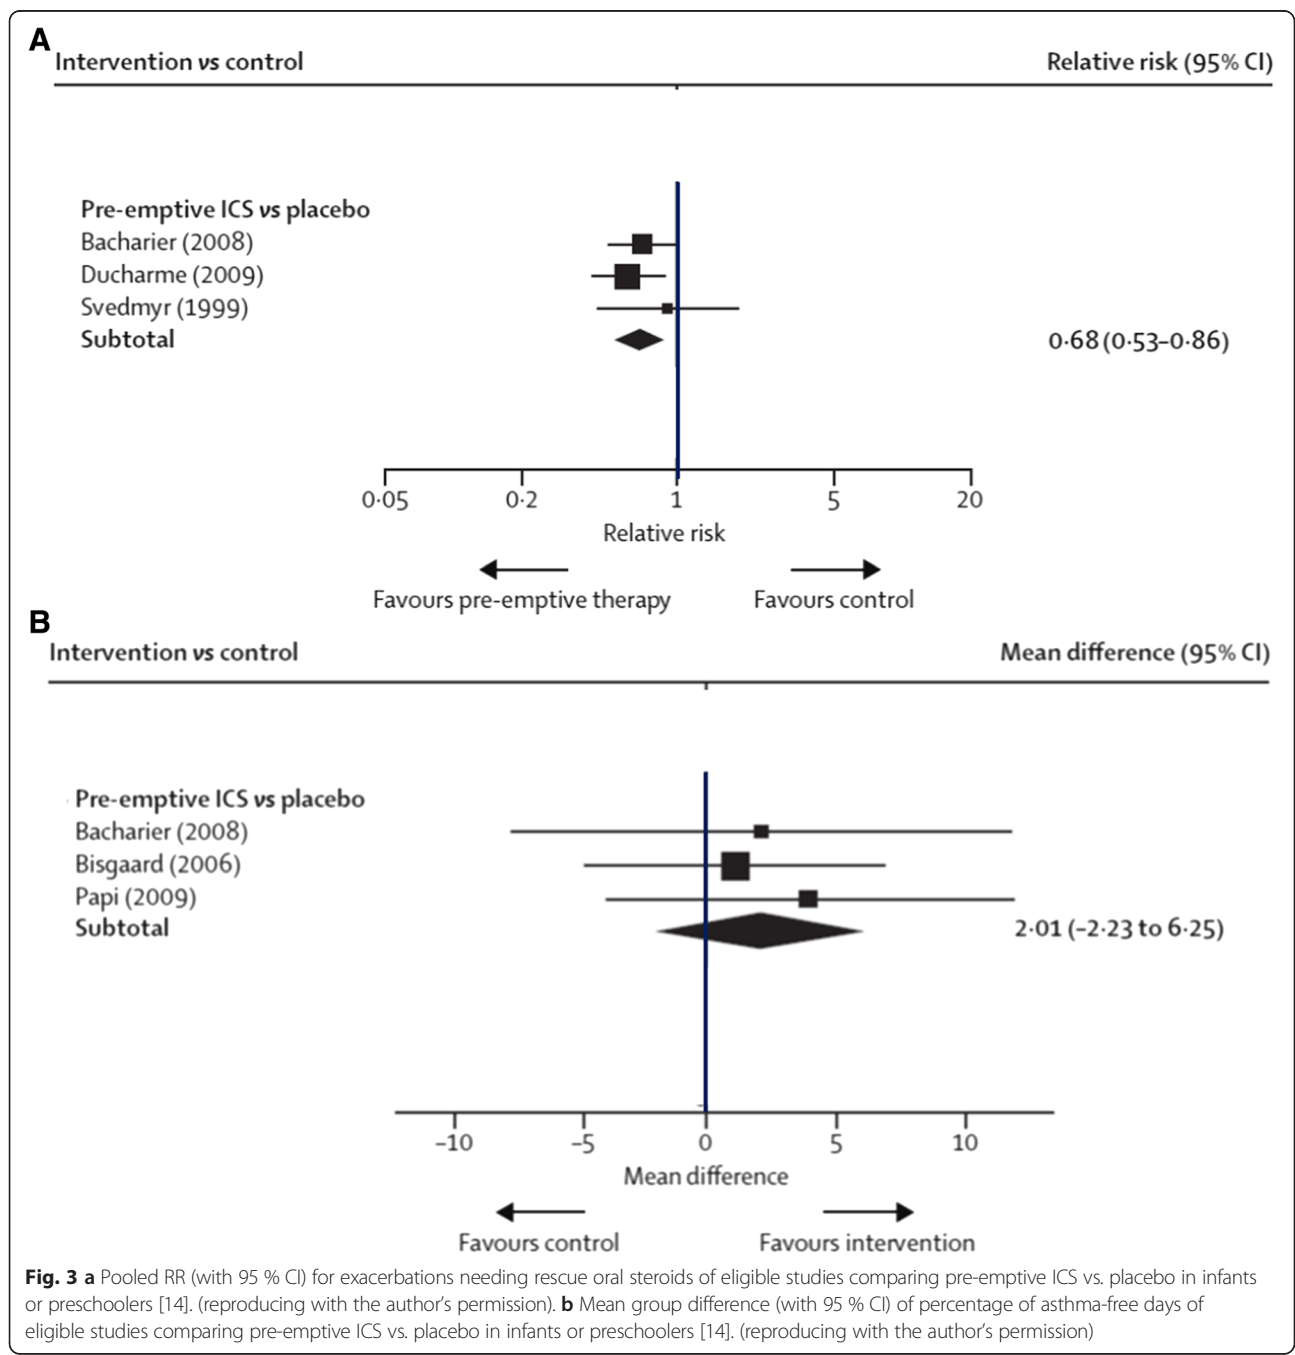 A
Intervention vs control Relative risk (95% CI)
Pre-emptive ICS vs placebo
Bacharier (2008)
Ducharme (2009)
Svedmyr (1999)
Subtotal 0·68 (0·53–0·86)
0·05 0·2 1 5 20
Relative risk
Favours pre-emptive therapy Favours control
B
Intervention vs control Mean difference (95% CI)
Pre-emptive ICS vs placebo
Bacharier (2008)
Bisgaard (2006)
Papi (2009)
Subtotal 2·01 (–2·23 to 6·25)
–10 –5 0 5 10
Mean difference
Favours control Favours intervention
Fig. 3 a Pooled RR (with 95 % CI) for exacerbations needing rescue oral steroids of eligible studies comparing pre-emptive ICS vs. placebo in infants
or preschoolers [14]. (reproducing with the author's permission). b Mean group difference (with 95 % CI) of percentage of asthma-free days of
eligible studies comparing pre-emptive ICS vs. placebo in infants or preschoolers [14]. (reproducing with the author's permission)